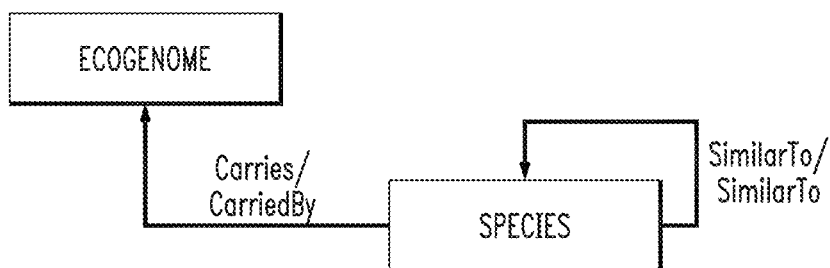 ECOGENOME
Carries/
CarriedBy
SimilarTo/
SimilarTo
SPECIES